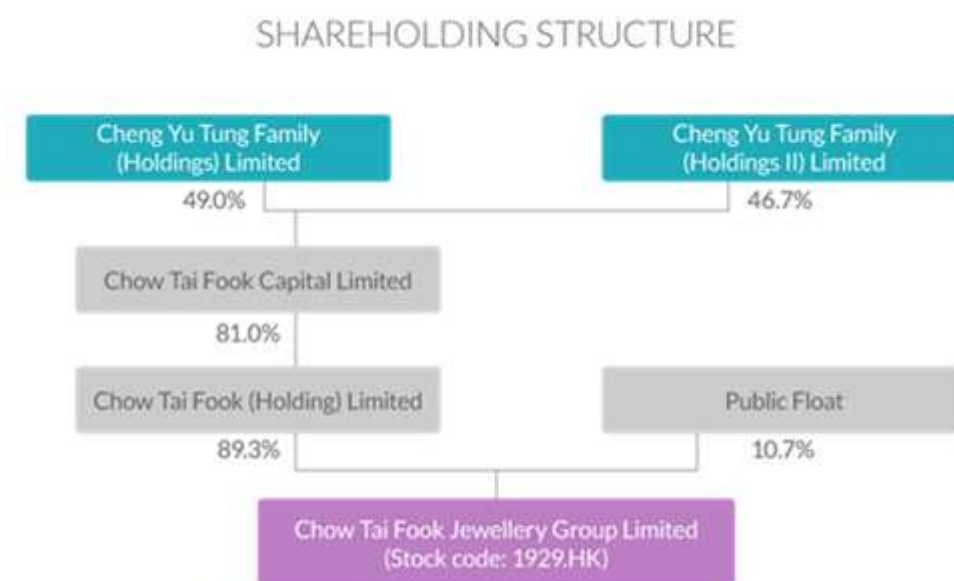 SHAREHOLDING STRUCTURE
Cheng Yu Tung Family
(Holdings) Limited
Cheng Yu Tung Family
(Holdings II) Limited
49.0%
46.7%
Chow Tai Fook Capital Limited
81.0%
Chow Tai Fook (Holding) Limited
Public Float
89.3%
10.7%
Chow Tai Fook Jewellery Group Limited
(Stock code: 1929.HK)